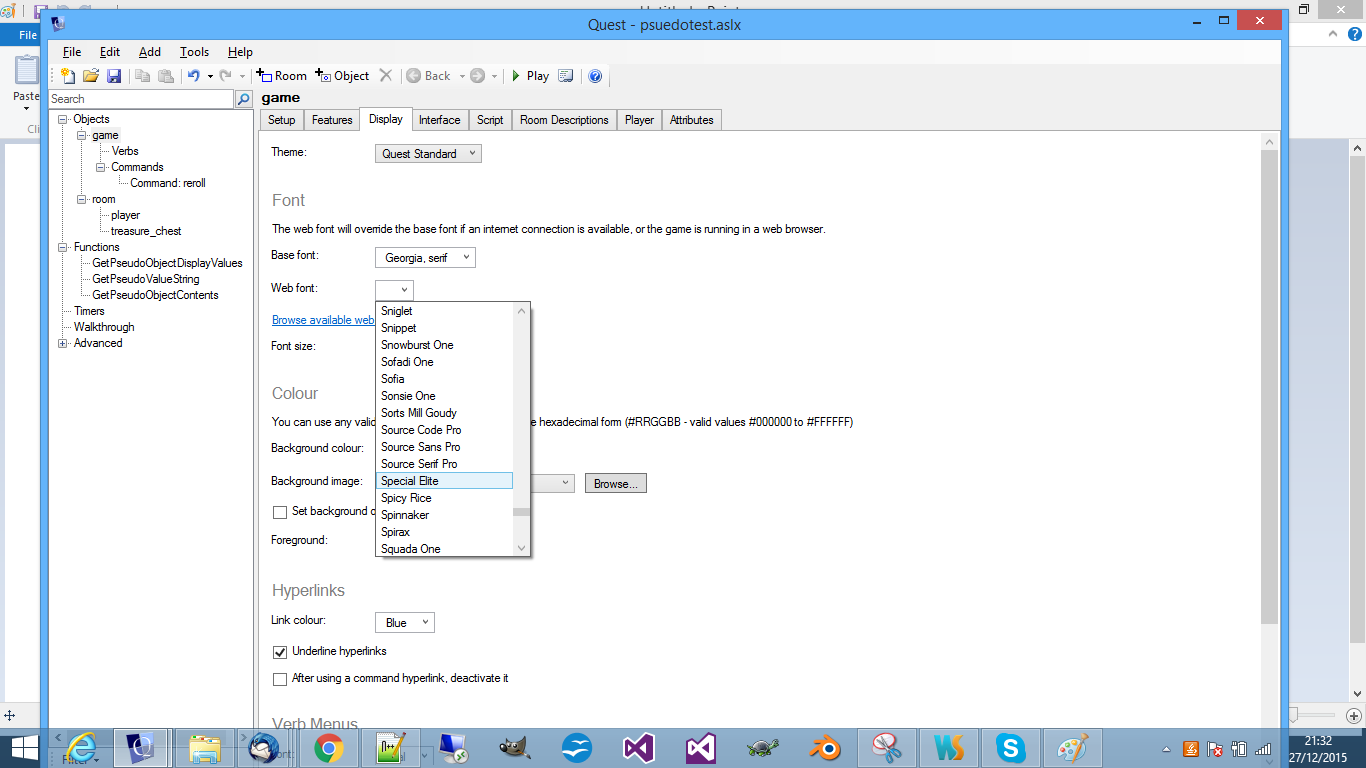 Quest - psuedotest.aslx
File
File Edit Add Tools Help
Paste
Room Object Back Play
Search
game
Setup Features Display Interface Script Room Descriptions Player Attributes
Objects
game
Verbs
Commands
Command: reroll
room
player
treasure_chest
Functions
GetPseudoObjectDisplayValues
GetPseudoValueString
GetPseudoObjectContents
Timers
Walkthrough
Advanced
Theme: Quest Standard
Font
The web font will override the base font if an internet connection is available, or the game is running in a web browser.
Base font: Georgia, serif
Web font:
Browse available web
Font size:
Sniglet
Snippet
Snowburst One
Sofadi One
Sofia
Sonsie One
Sorts Mill Goudy
Source Code Pro
Source Sans Pro
Source Serif Pro
Special Elite
Spicy Rice
Spinnaker
Spirax
Squada One
Colour
You can use any valid e hexadecimal form (#RRGGBB - valid values #000000 to #FFFFFF)
Background colour:
Background image: Browse...
Set background c
Foreground:
Hyperlinks
Link colour: Blue
Underline hyperlinks
After using a command hyperlink, deactivate it
Verb Menus
Filter
21:32
27/12/2015